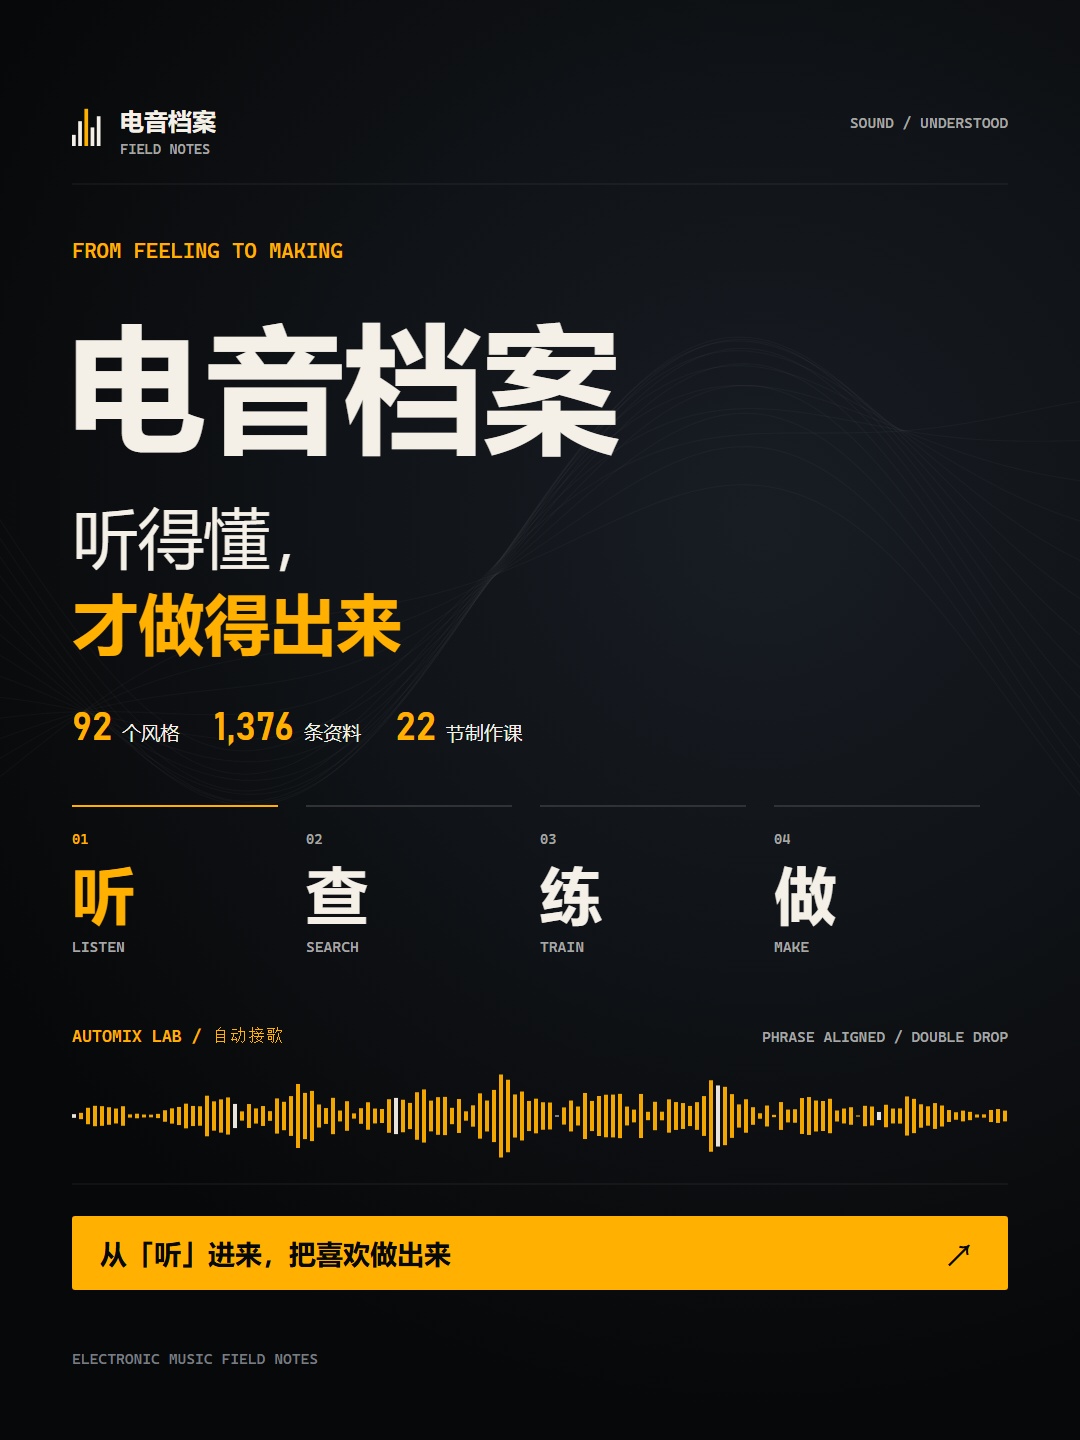 电音档案
FIELD NOTES
SOUND / UNDERSTOOD
FROM FEELING TO MAKING
电音档案
听得懂，
才做得出来
92 个风格 1,376 条资料 22 节制作课
01
听
LISTEN
02
查
SEARCH
03
练
TRAIN
04
做
MAKE
AUTOMIX LAB / 自动接歌
PHRASE ALIGNED / DOUBLE DROP
从「听」进来，把喜欢做出来 ↗
ELECTRONIC MUSIC FIELD NOTES